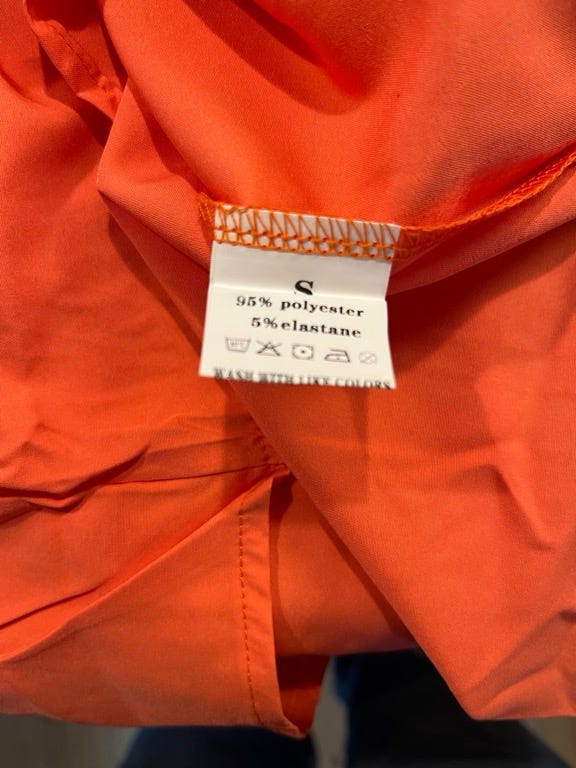 S
95% polyester
5% elastane
WASH WITH LIKE COLORS